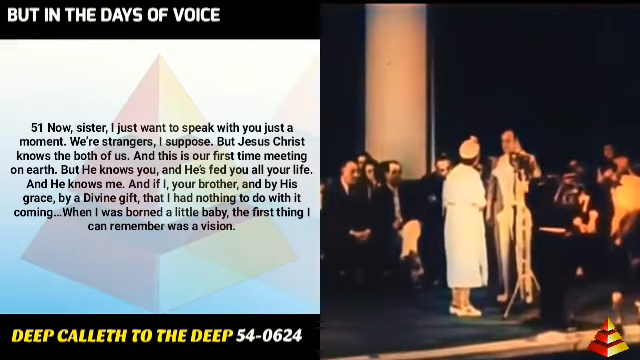 BUT IN THE DAYS OF VOICE
51 Now, sister, I just want to speak with you just a
moment. We're strangers, I suppose. But Jesus Christ
knows the both of us. And this is our first time meeting
on earth. But He knows you, and He's fed you all your life.
And He knows me. And if I, your brother, and by His
grace, by a Divine gift, that I had nothing to do with it
coming...When I was borned a little baby, the first thing I
can remember was a vision.
DEEP CALLETH TO THE DEEP 54-0624